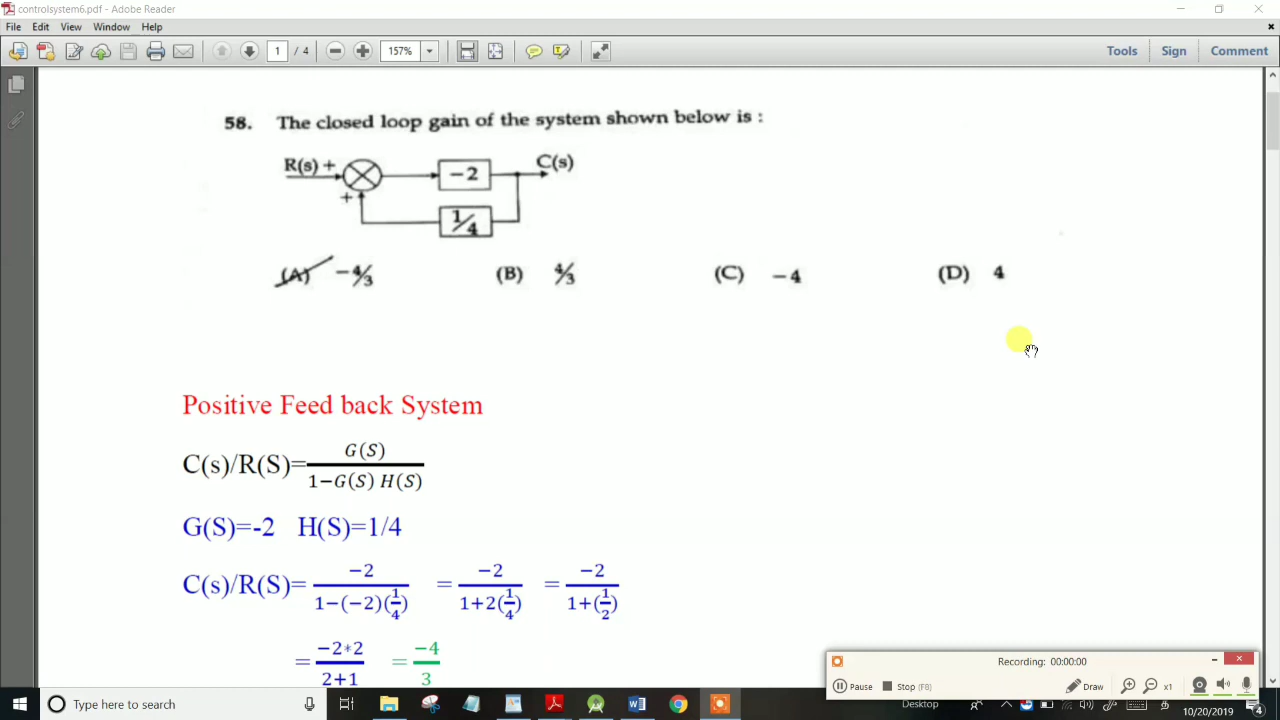 controlsystem6.pdf - Adobe Reader
File Edit View Window Help
1 / 4 157% Tools Sign Comment
58. The closed loop gain of the system shown below is :
R(s) + −2 C(s)
+
1/4
(A) −4/3 (B) 4/3 (C) −4 (D) 4
Positive Feed back System
C(s)/R(S)=G(S)/1−G(S) H(S)
G(S)=-2 H(S)=1/4
C(s)/R(S)= −2/1−(−2)(1/4) = −2/1+2(1/4) = −2/1+(1/2)
= −2*2/2+1 = −4/3
Recording: 00:00:00
Pause Stop (F8) Draw x1
Type here to search
Desktop
10/20/2019
4